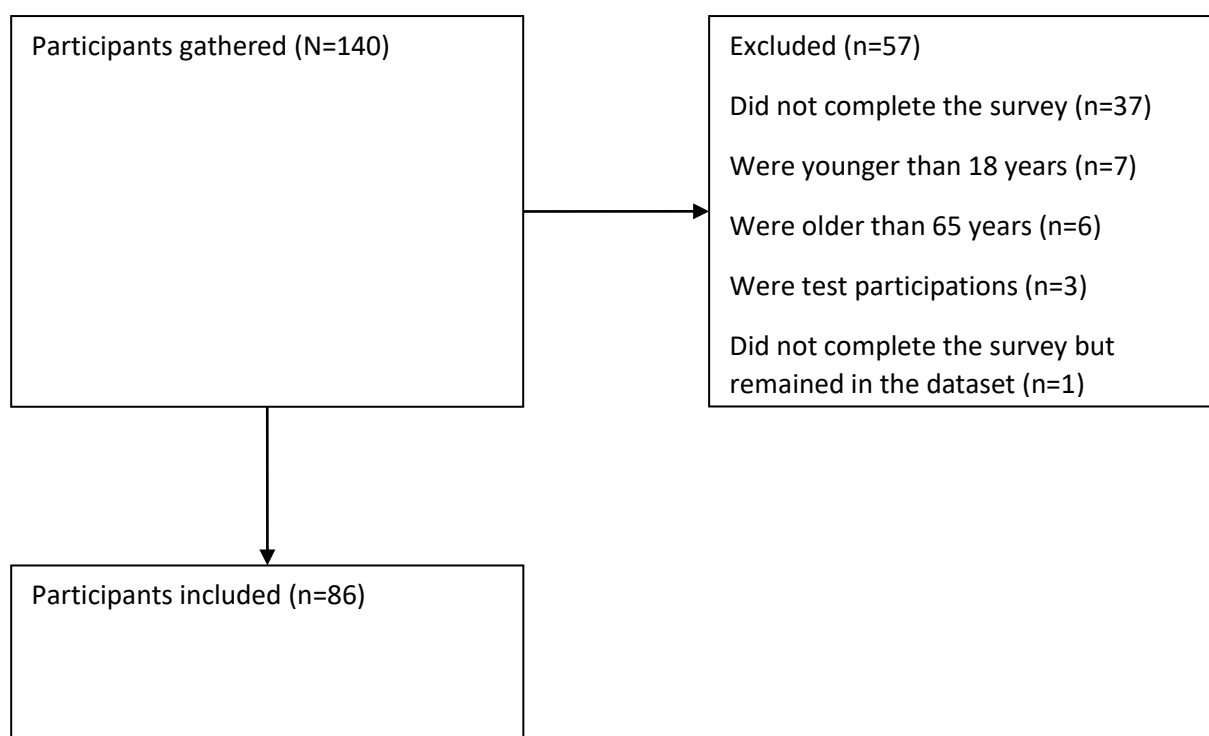 Participants gathered (N=140)
Excluded (n=57)
Did not complete the survey (n=37)
Were younger than 18 years (n=7)
Were older than 65 years (n=6)
Were test participations (n=3)
Did not complete the survey but
remained in the dataset (n=1)
Participants included (n=86)